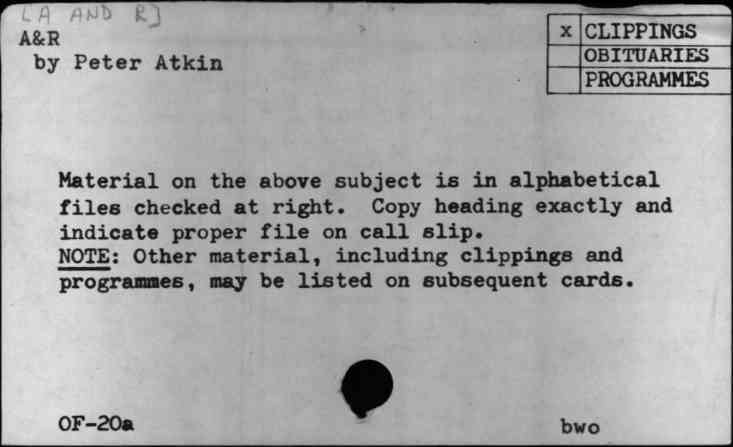 [A AND R]
A&R
by Peter Atkin
x CLIPPINGS
OBITUARIES
PROGRAMMES
Material on the above subject is in alphabetical
files checked at right. Copy heading exactly and
indicate proper file on call slip.
NOTE: Other material, including clippings and
programmes, may be listed on subsequent cards.
OF-20a
bwo